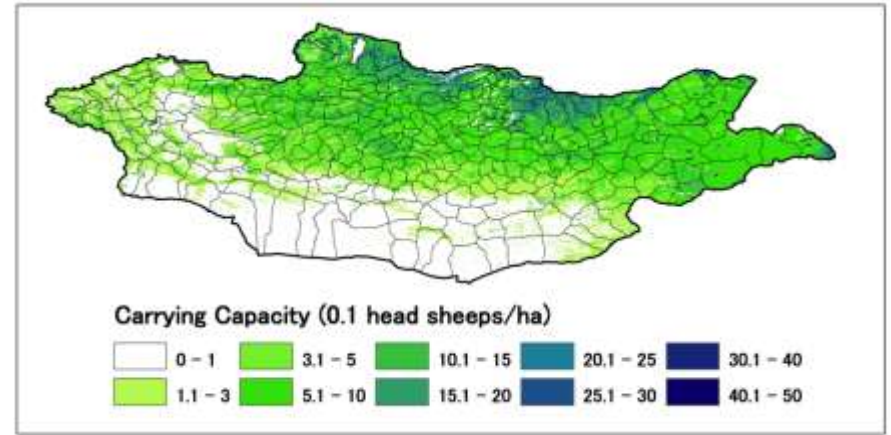 Carrying Capacity (0.1 head sheeps/ha)
0 - 1 3.1 - 5 10.1 - 15 20.1 - 25 30.1 - 40
1.1 - 3 5.1 - 10 15.1 - 20 25.1 - 30 40.1 - 50